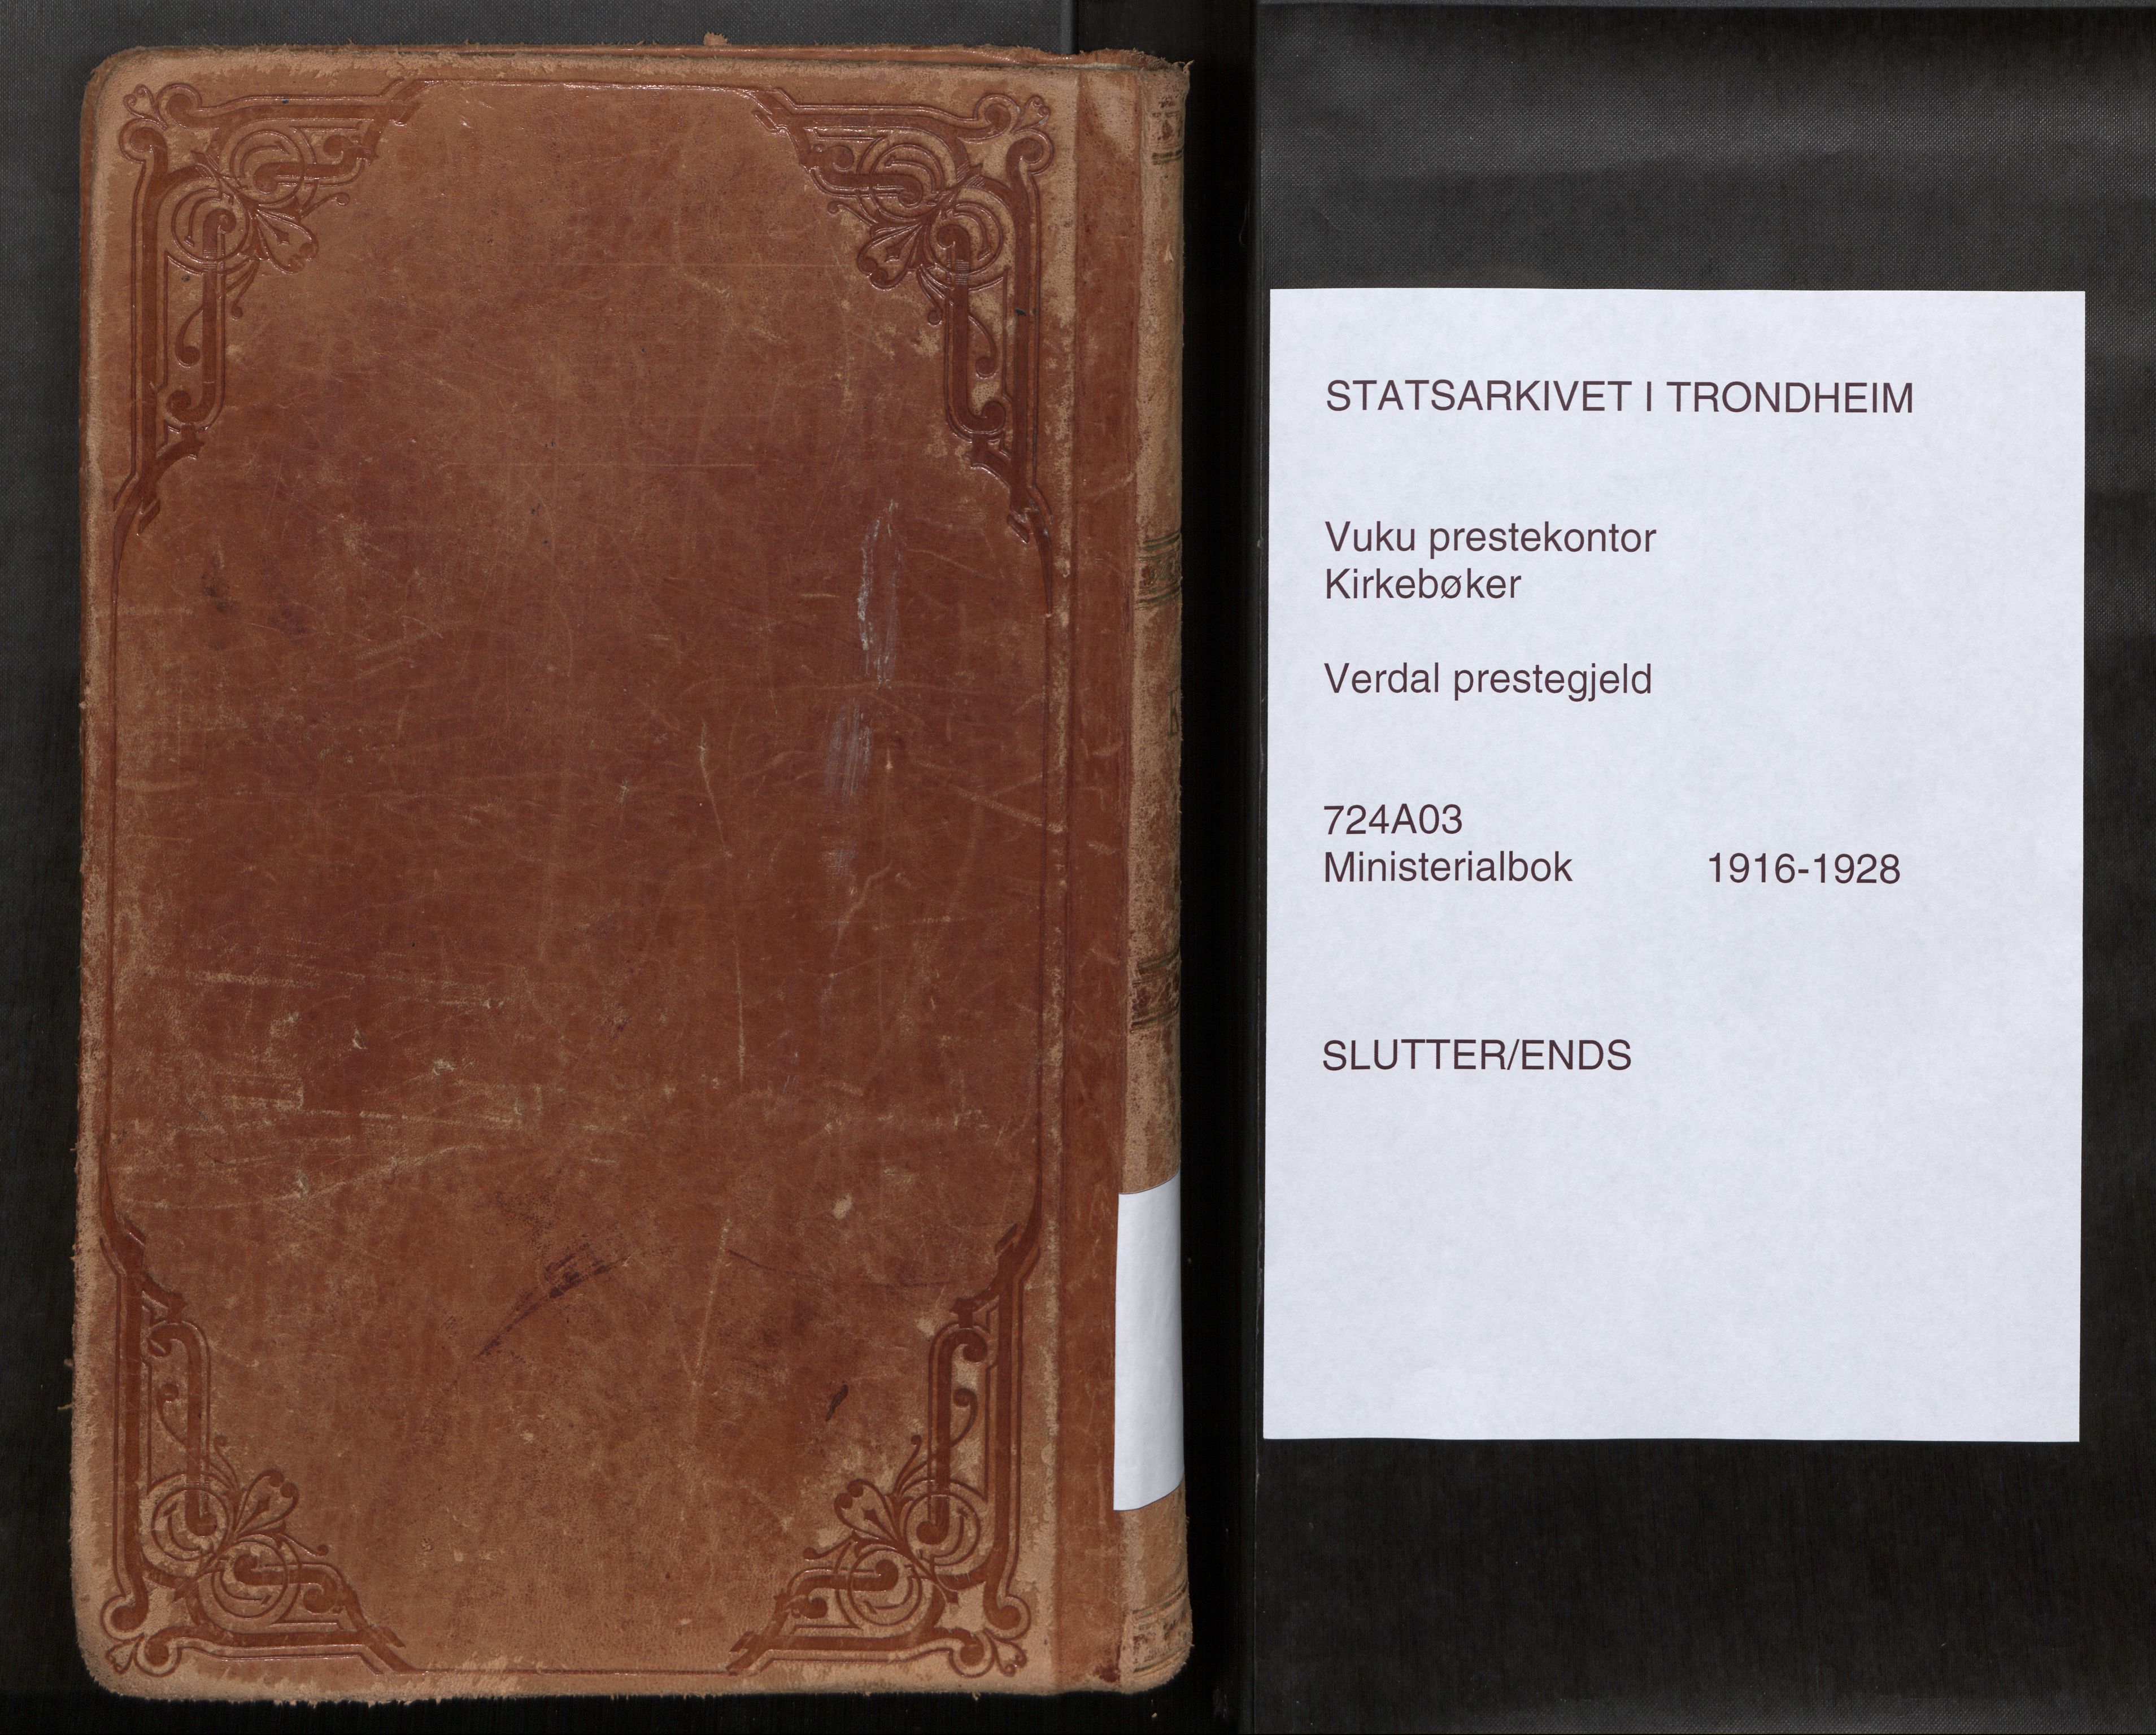 STATSARKIVET I TRONDHEIM
Vuku prestekontor
Kirkebøker
Verdal prestegjeld
724A03
Ministerialbok 1916-1928
SLUTTER/ENDS